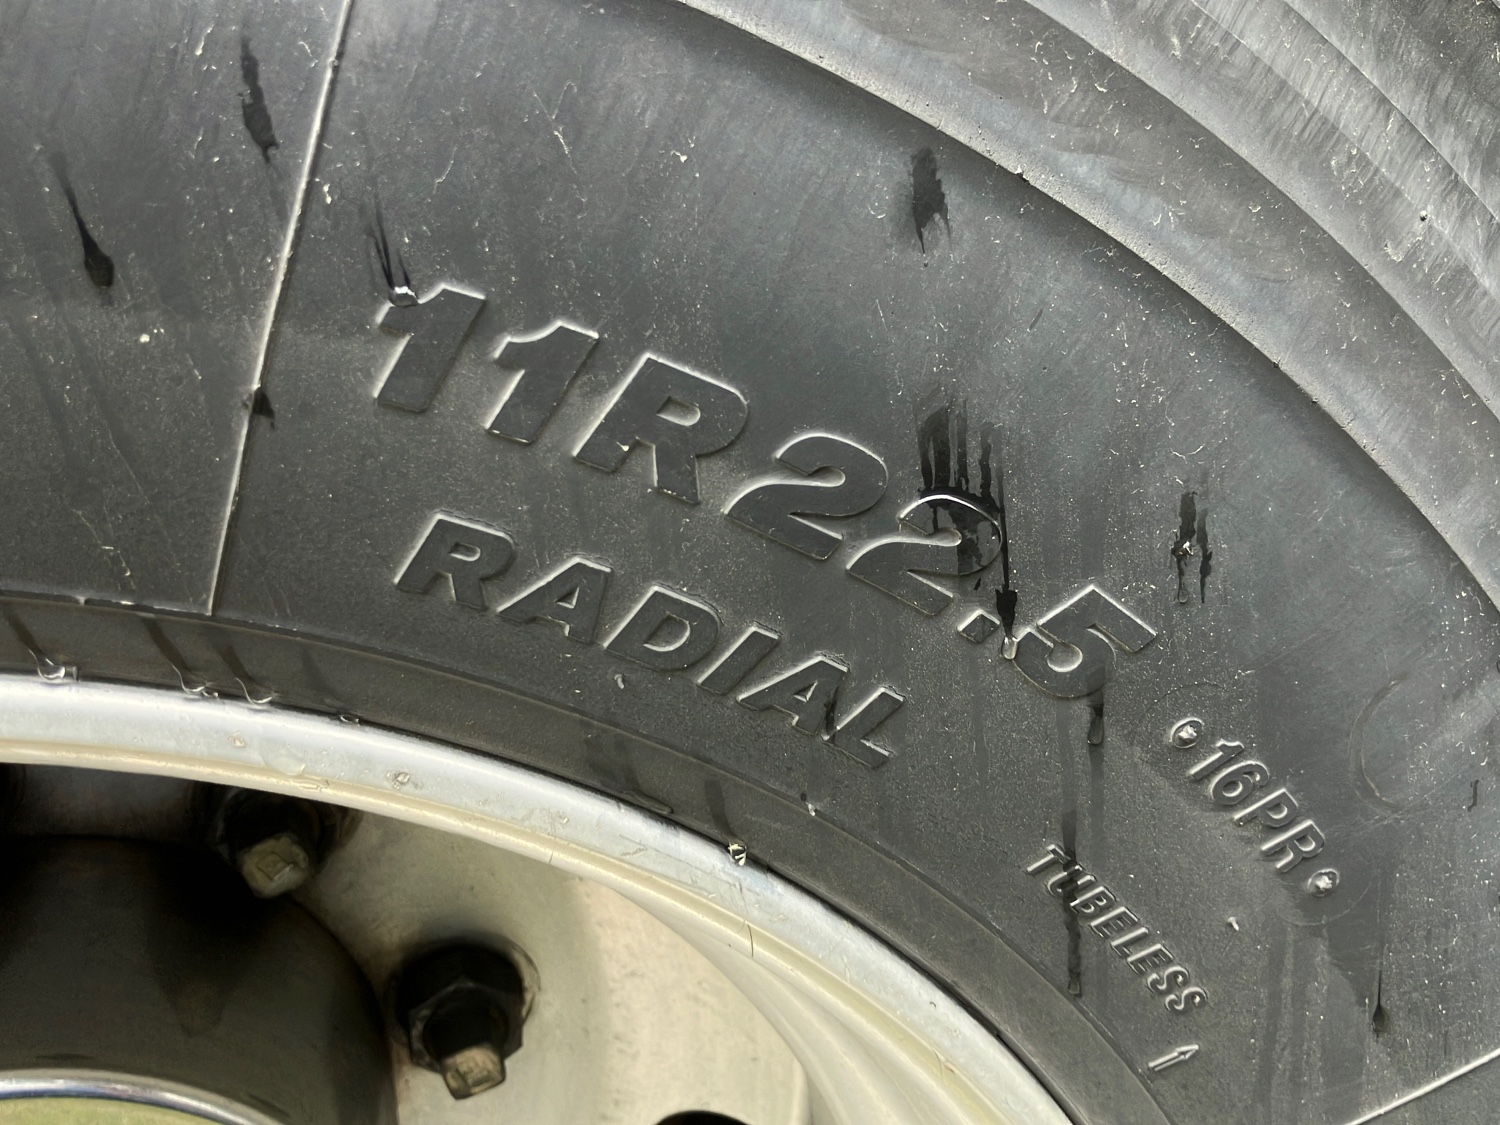 11R22.5
RADIAL
16PR
TUBELESS